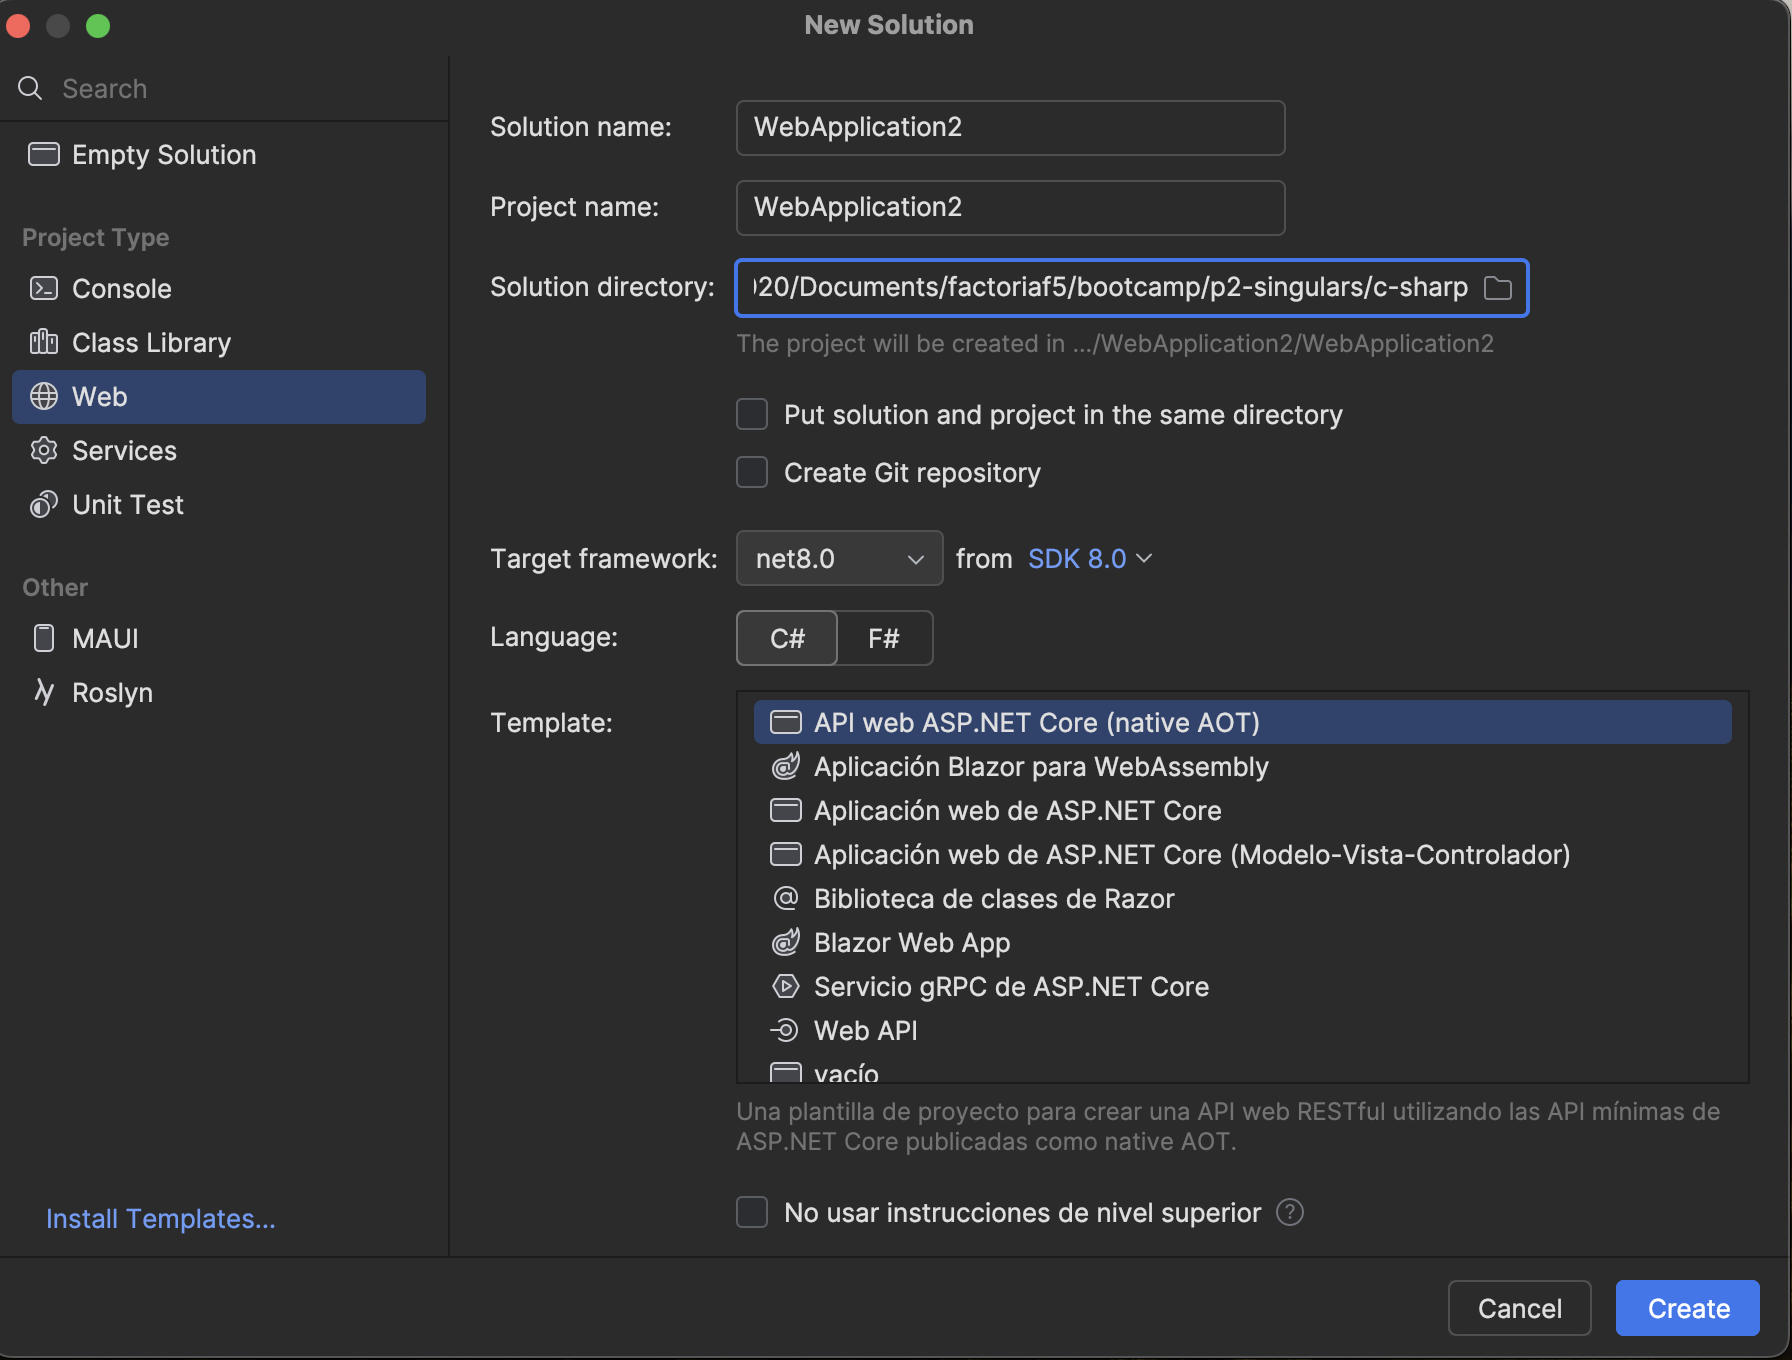 New Solution
Search
Empty Solution
Project Type
Console
Class Library
Web
Services
Unit Test
Other
MAUI
Roslyn
Install Templates...
Solution name: WebApplication2
Project name: WebApplication2
Solution directory: 020/Documents/factoriaf5/bootcamp/p2-singulars/c-sharp
The project will be created in .../WebApplication2/WebApplication2
Put solution and project in the same directory
Create Git repository
Target framework: net8.0 from SDK 8.0
Language: C# F#
Template: API web ASP.NET Core (native AOT)
Aplicación Blazor para WebAssembly
Aplicación web de ASP.NET Core
Aplicación web de ASP.NET Core (Modelo-Vista-Controlador)
Biblioteca de clases de Razor
Blazor Web App
Servicio gRPC de ASP.NET Core
Web API
vacío
Una plantilla de proyecto para crear una API web RESTful utilizando las API mínimas de
ASP.NET Core publicadas como native AOT.
No usar instrucciones de nivel superior ?
Cancel Create